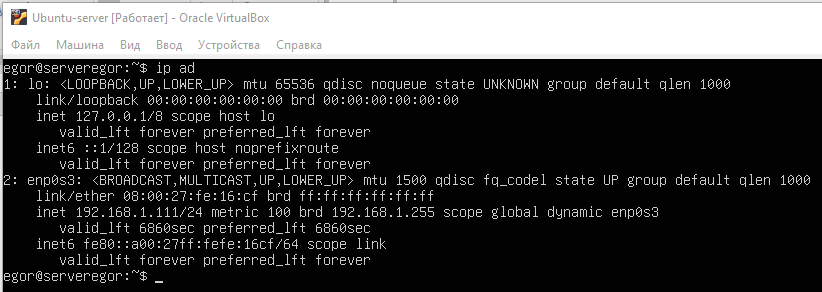 Ubuntu-server [Работает] - Oracle VirtualBox
Файл Машина Вид Ввод Устройства Справка
egor@serveregor:~$ ip ad
1: lo: <LOOPBACK,UP,LOWER_UP> mtu 65536 qdisc noqueue state UNKNOWN group default qlen 1000
    link/loopback 00:00:00:00:00:00 brd 00:00:00:00:00:00
    inet 127.0.0.1/8 scope host lo
       valid_lft forever preferred_lft forever
    inet6 ::1/128 scope host noprefixroute
       valid_lft forever preferred_lft forever
2: enp0s3: <BROADCAST,MULTICAST,UP,LOWER_UP> mtu 1500 qdisc fq_codel state UP group default qlen 1000
    link/ether 08:00:27:fe:16:cf brd ff:ff:ff:ff:ff:ff
    inet 192.168.1.111/24 metric 100 brd 192.168.1.255 scope global dynamic enp0s3
       valid_lft 6860sec preferred_lft 6860sec
    inet6 fe80::a00:27ff:fefe:16cf/64 scope link
       valid_lft forever preferred_lft forever
egor@serveregor:~$ _